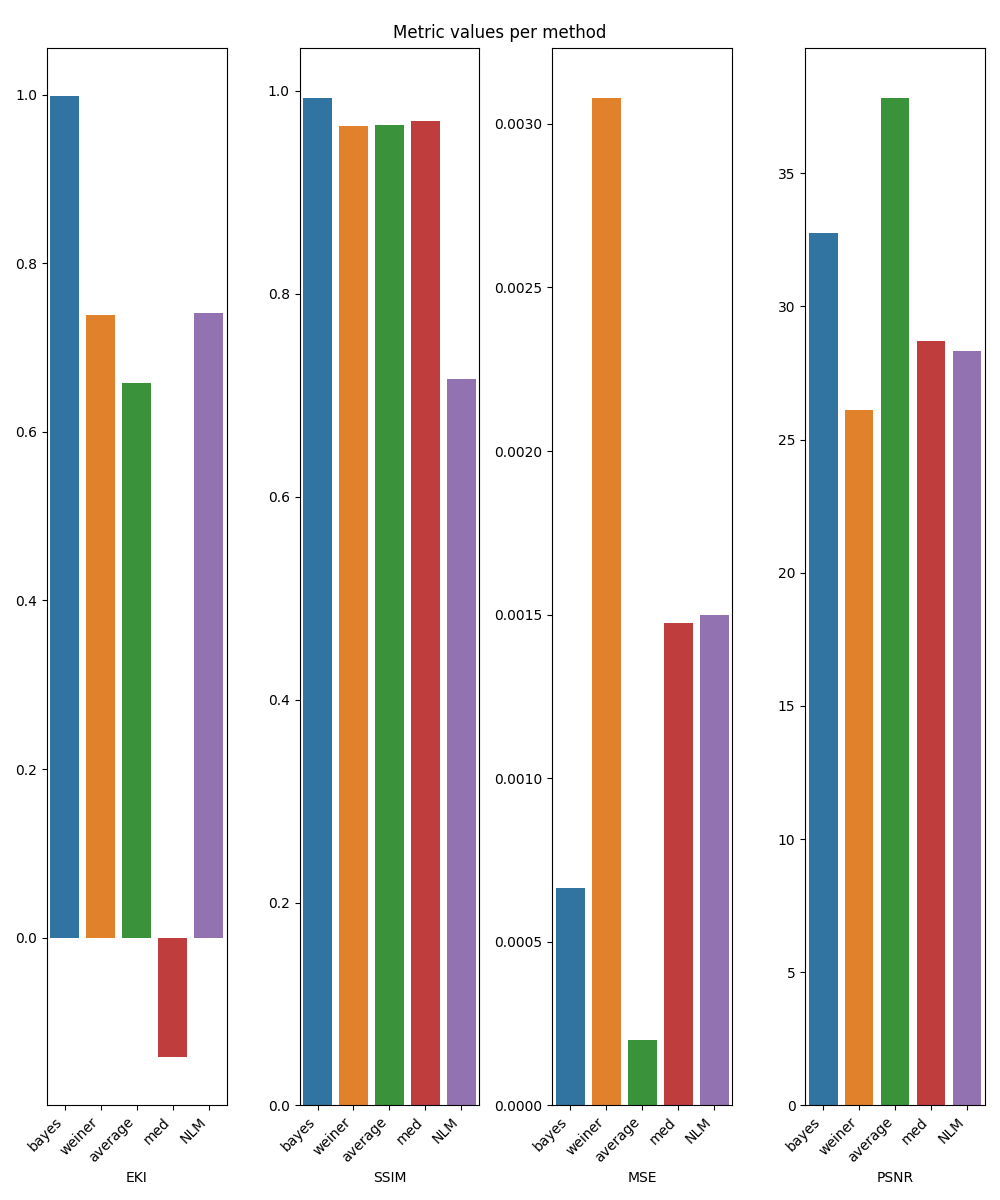 Metric values per method
1.0
0.8
0.6
0.4
0.2
0.0
bayes
weiner
average
med
NLM
EKI
1.0
0.8
0.6
0.4
0.2
0.0
bayes
weiner
average
med
NLM
SSIM
0.0030
0.0025
0.0020
0.0015
0.0010
0.0005
0.0000
bayes
weiner
average
med
NLM
MSE
35
30
25
20
15
10
5
0
bayes
weiner
average
med
NLM
PSNR